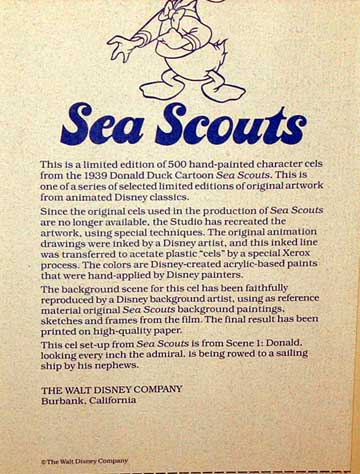 Sea Scouts
This is a limited edition of 500 hand-painted character cels
from the 1939 Donald Duck Cartoon Sea Scouts. This is
one of a series of selected limited editions of original artwork
from animated Disney classics.
Since the original cels used in the production of Sea Scouts
are no longer available, the Studio has recreated the
artwork, using special techniques. The original animation
drawings were inked by a Disney artist, and this inked line
was transferred to acetate plastic "cels" by a special Xerox
process. The colors are Disney-created acrylic-based paints
that were hand-applied by Disney painters.
The background scene for this cel has been faithfully
reproduced by a Disney background artist, using as reference
material original Sea Scouts background paintings,
sketches and frames from the film. The final result has been
printed on high-quality paper.
This cel set-up from Sea Scouts is from Scene 1: Donald,
looking every inch the admiral, is being rowed to a sailing
ship by his nephews.
THE WALT DISNEY COMPANY
Burbank, California
©The Walt Disney Company